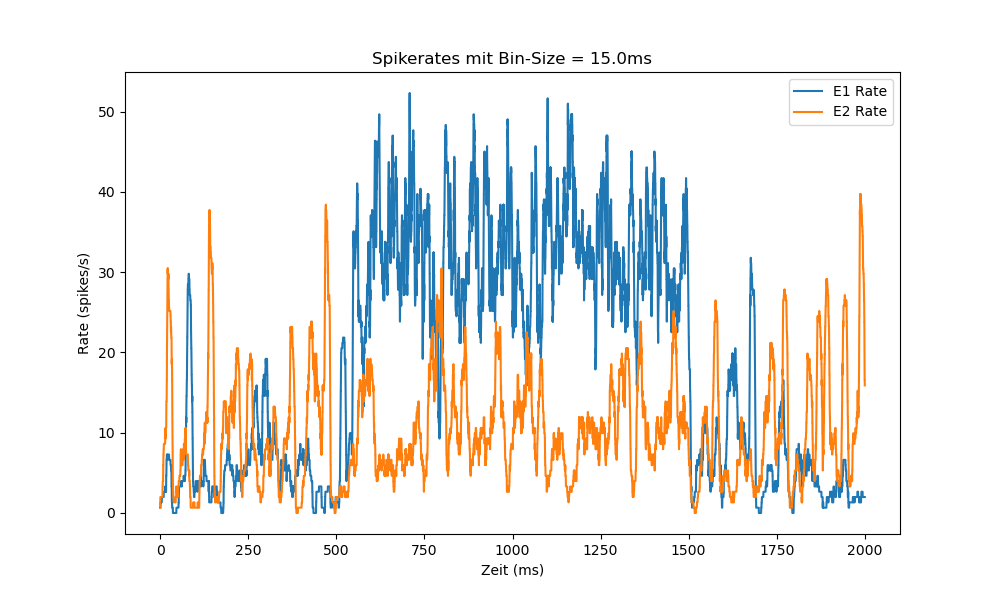 Spikerates mit Bin-Size = 15.0ms
E1 Rate
E2 Rate
Rate (spikes/s)
50
40
30
20
10
0
0 250 500 750 1000 1250 1500 1750 2000
Zeit (ms)